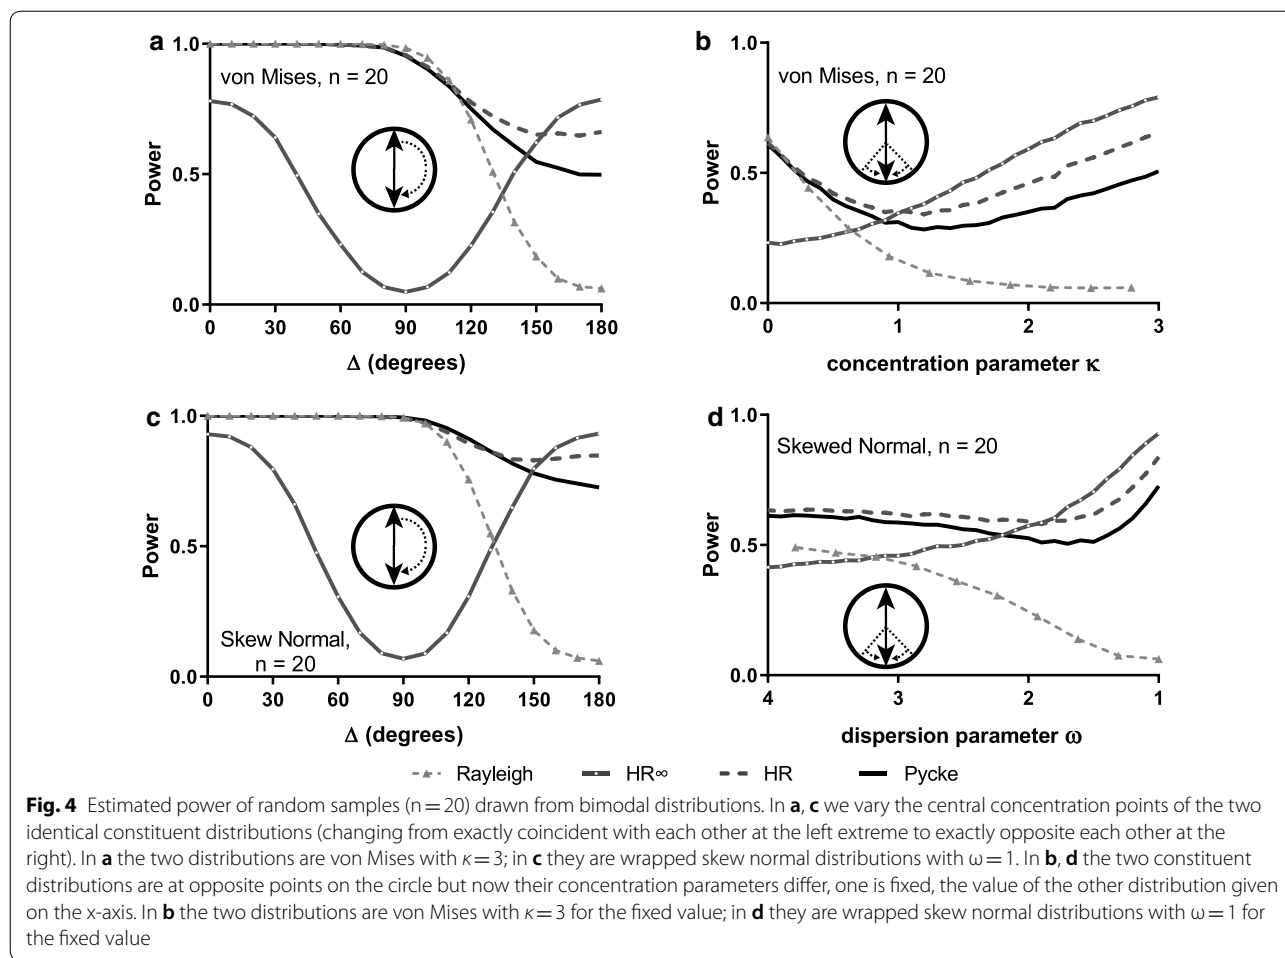 a
1.0
0.5
0.0
Power
von Mises, n = 20
0 30 60 90 120 150 180
Δ (degrees)
b
1.0
0.5
0.0
Power
von Mises, n = 20
0 1 2 3
concentration parameter κ
c
1.0
0.5
0.0
Power
Skew Normal,
n = 20
0 30 60 90 120 150 180
Δ (degrees)
d
1.0
0.5
0.0
Power
Skewed Normal, n = 20
4 3 2 1
dispersion parameter ω
Rayleigh HR∞ HR Pycke
Fig. 4 Estimated power of random samples (n = 20) drawn from bimodal distributions. In a, c we vary the central concentration points of the two
identical constituent distributions (changing from exactly coincident with each other at the left extreme to exactly opposite each other at the
right). In a the two distributions are von Mises with κ = 3; in c they are wrapped skew normal distributions with ω = 1. In b, d the two constituent
distributions are at opposite points on the circle but now their concentration parameters differ, one is fixed, the value of the other distribution given
on the x-axis. In b the two distributions are von Mises with κ = 3 for the fixed value; in d they are wrapped skew normal distributions with ω = 1 for
the fixed value